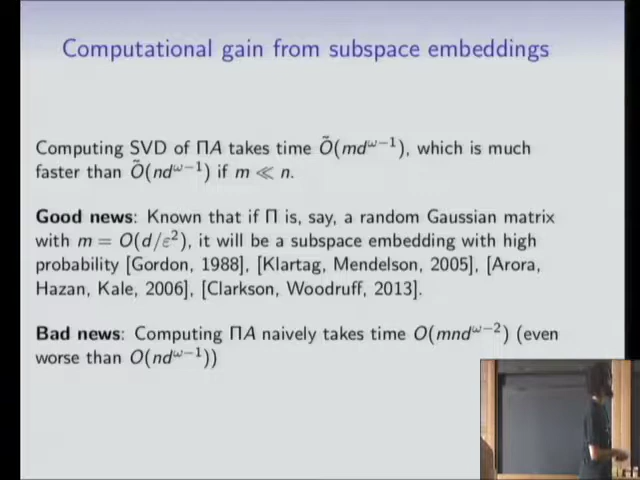 Computational gain from subspace embeddings
Computing SVD of ΠA takes time Õ(md^{ω−1}), which is much
faster than Õ(nd^{ω−1}) if m ≪ n.
Good news: Known that if Π is, say, a random Gaussian matrix
with m = O(d/ε²), it will be a subspace embedding with high
probability [Gordon, 1988], [Klartag, Mendelson, 2005], [Arora,
Hazan, Kale, 2006], [Clarkson, Woodruff, 2013].
Bad news: Computing ΠA naively takes time O(mnd^{ω−2}) (even
worse than O(nd^{ω−1}))